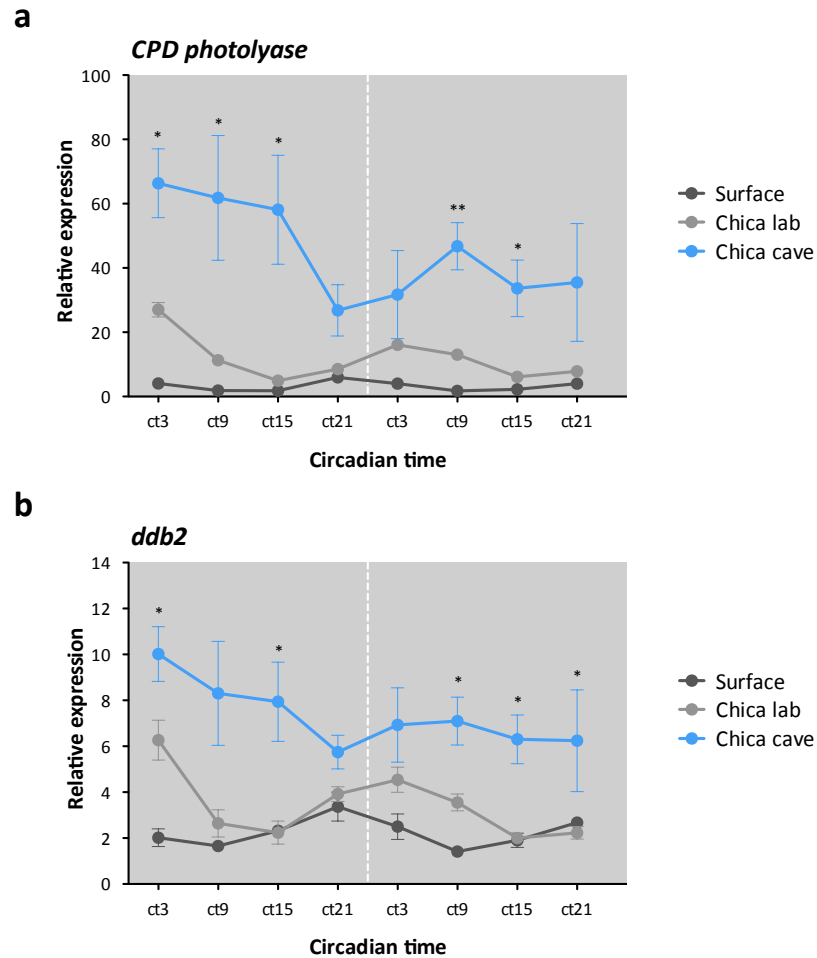 a
CPD photolyase
100
80
60
40
20
0
Relative expression
* * * ** *
ct3 ct9 ct15 ct21 ct3 ct9 ct15 ct21
Circadian time
Surface
Chica lab
Chica cave
b
ddb2
14
12
10
8
6
4
2
0
Relative expression
* * * * *
ct3 ct9 ct15 ct21 ct3 ct9 ct15 ct21
Circadian time
Surface
Chica lab
Chica cave